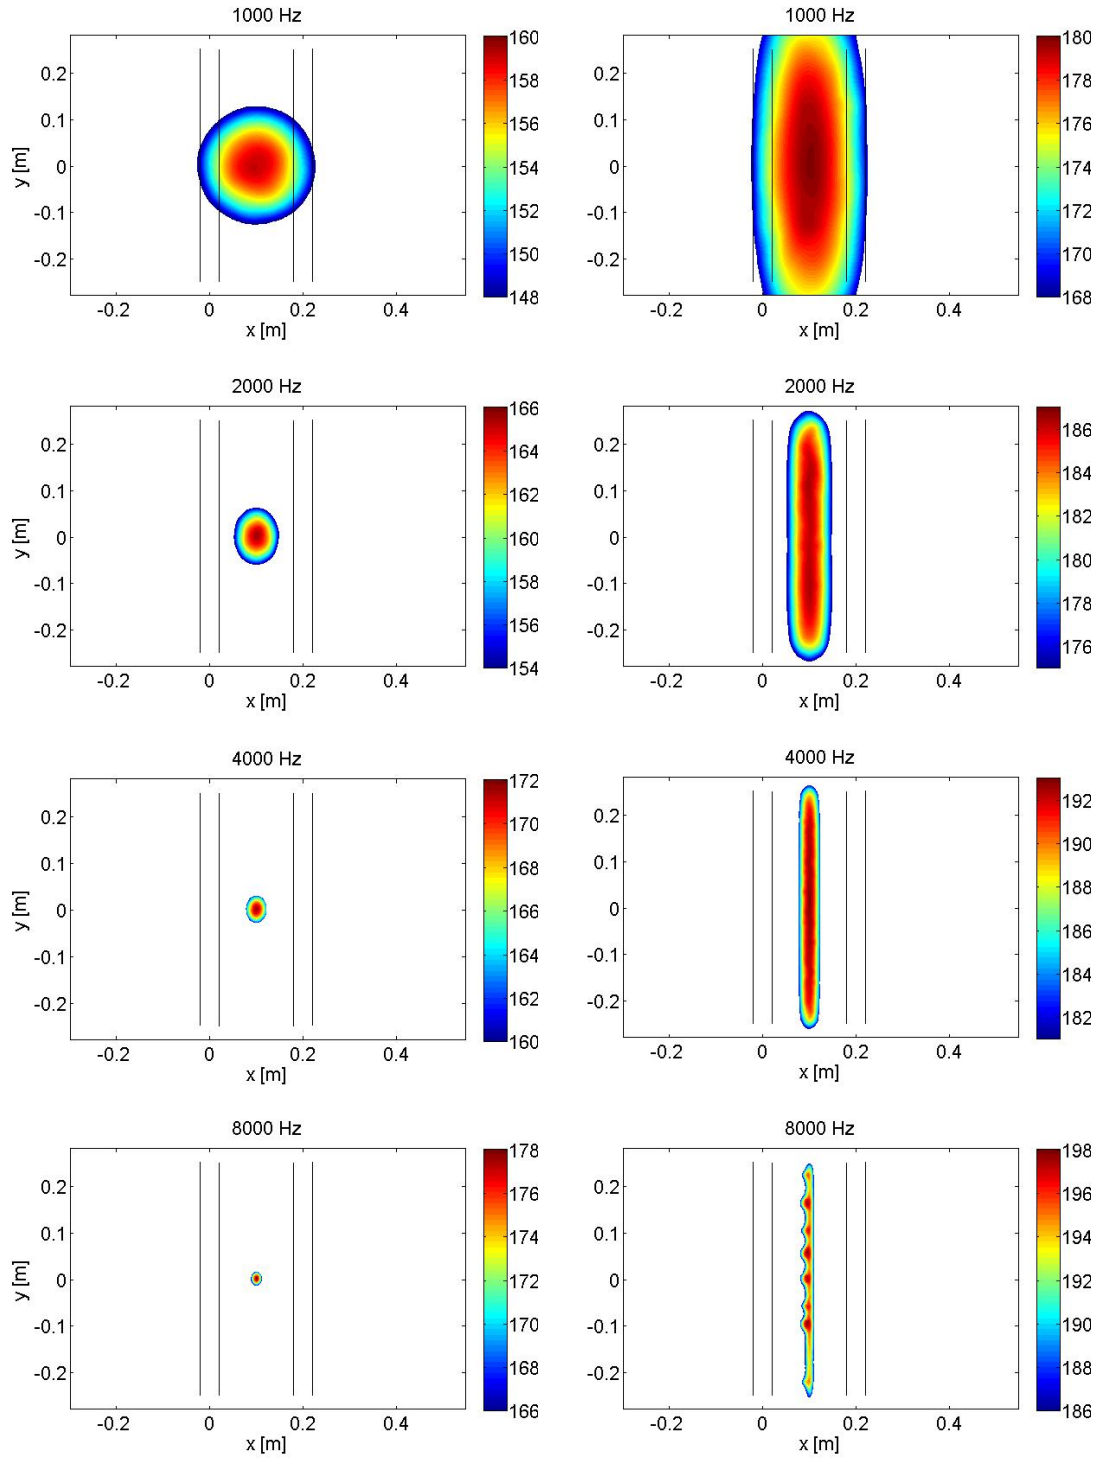 1000 Hz
0.2
0.1
0
-0.1
-0.2
y [m]
-0.2 0 0.2 0.4
x [m]
160
158
156
154
152
150
148
1000 Hz
0.2
0.1
0
-0.1
-0.2
y [m]
-0.2 0 0.2 0.4
x [m]
180
178
176
174
172
170
168
2000 Hz
0.2
0.1
0
-0.1
-0.2
y [m]
-0.2 0 0.2 0.4
x [m]
166
164
162
160
158
156
154
2000 Hz
0.2
0.1
0
-0.1
-0.2
y [m]
-0.2 0 0.2 0.4
x [m]
186
184
182
180
178
176
4000 Hz
0.2
0.1
0
-0.1
-0.2
y [m]
-0.2 0 0.2 0.4
x [m]
172
170
168
166
164
162
160
4000 Hz
0.2
0.1
0
-0.1
-0.2
y [m]
-0.2 0 0.2 0.4
x [m]
192
190
188
186
184
182
8000 Hz
0.2
0.1
0
-0.1
-0.2
y [m]
-0.2 0 0.2 0.4
x [m]
178
176
174
172
170
168
166
8000 Hz
0.2
0.1
0
-0.1
-0.2
y [m]
-0.2 0 0.2 0.4
x [m]
198
196
194
192
190
188
186